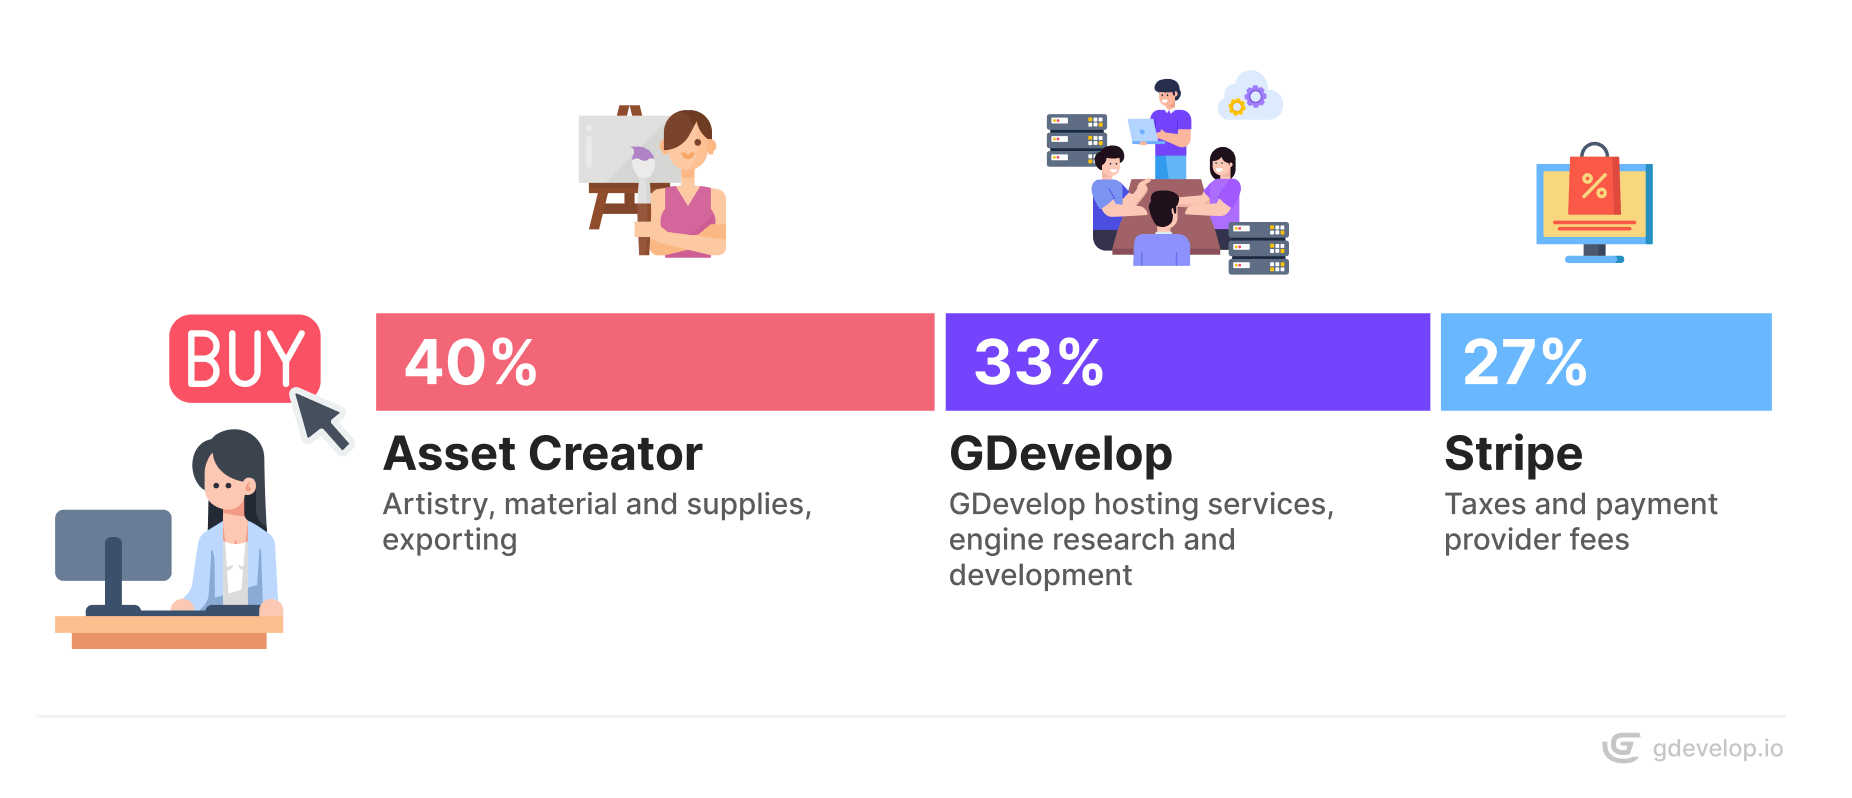 BUY
40%
Asset Creator
Artistry, material and supplies,
exporting
33%
GDevelop
GDevelop hosting services,
engine research and
development
27%
%
Stripe
Taxes and payment
provider fees
gdevelop.io